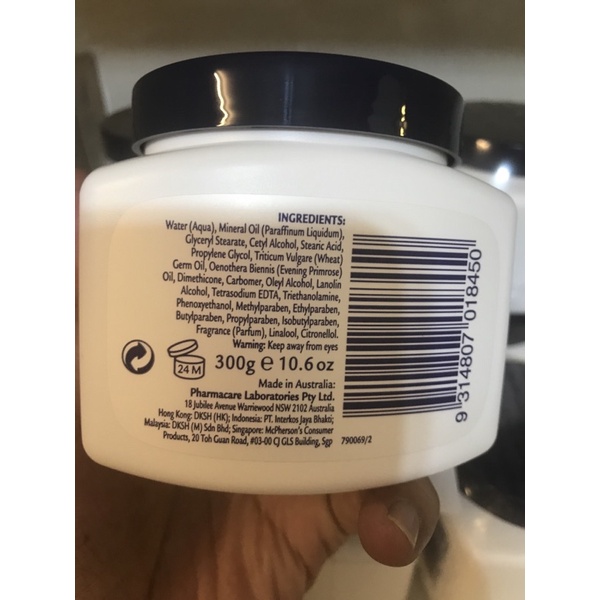 INGREDIENTS:
Water (Aqua), Mineral Oil (Paraffinum Liquidum),
Glyceryl Stearate, Cetyl Alcohol, Stearic Acid,
Propylene Glycol, Triticum Vulgare (Wheat)
Germ Oil, Oenothera Biennis (Evening Primrose)
Oil, Dimethicone, Carbomer, Oleyl Alcohol, Lanolin
Alcohol, Tetrasodium EDTA, Triethanolamine,
Phenoxyethanol, Methylparaben, Ethylparaben,
Butylparaben, Propylparaben, Isobutylparaben,
Fragrance (Parfum), Linalool, Citronellol.
Warning: Keep away from eyes
24 M
300g e 10.6 oz
Made in Australia:
Pharmacare Laboratories Pty Ltd.
18 Jubilee Avenue Warriewood NSW 2102 Australia
Hong Kong: DKSH (HK); Indonesia: PT. Interkos Jaya Bhakti;
Malaysia: DKSH (M) Sdn Bhd; Singapore: McPherson's Consumer
Products, 20 Toh Guan Road, #03-00 CJ GLS Building, Sgp
790069/2
9 314807 018450